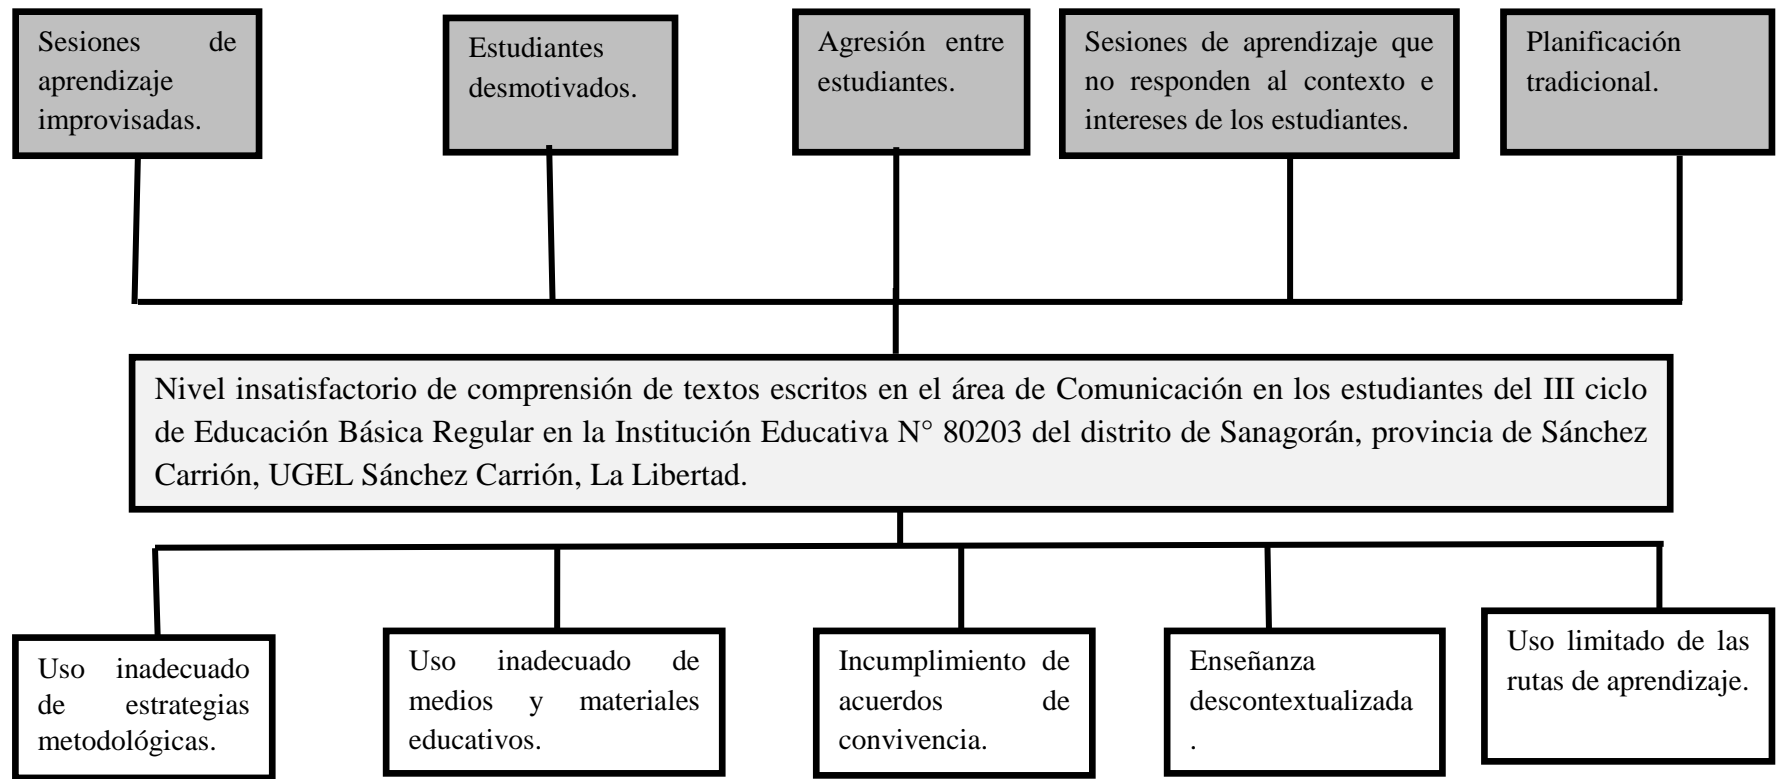 Sesiones de
aprendizaje
improvisadas.
Estudiantes
desmotivados.
Agresión entre
estudiantes.
Sesiones de aprendizaje que
no responden al contexto e
intereses de los estudiantes.
Planificación
tradicional.
Nivel insatisfactorio de comprensión de textos escritos en el área de Comunicación en los estudiantes del III ciclo
de Educación Básica Regular en la Institución Educativa N° 80203 del distrito de Sanagorán, provincia de Sánchez
Carrión, UGEL Sánchez Carrión, La Libertad.
Uso inadecuado
de estrategias
metodológicas.
Uso inadecuado de
medios y materiales
educativos.
Incumplimiento de
acuerdos de
convivencia.
Enseñanza
descontextualizada
.
Uso limitado de las
rutas de aprendizaje.